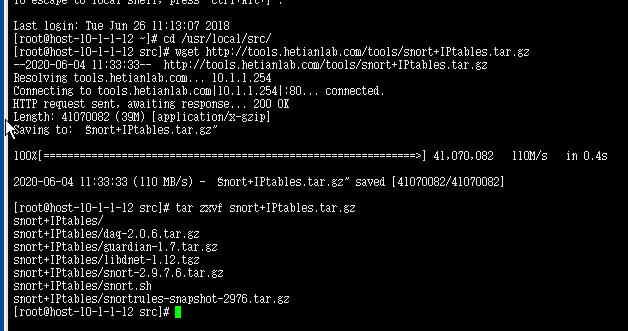 To escape to local shell, press 'Ctrl+Alt+]'.
Last login: Tue Jun 26 11:13:07 2018
[root@host-10-1-1-12 ~]# cd /usr/local/src/
[root@host-10-1-1-12 src]# wget http://tools.hetianlab.com/tools/snort+IPtables.tar.gz
--2020-06-04 11:33:33-- http://tools.hetianlab.com/tools/snort+IPtables.tar.gz
Resolving tools.hetianlab.com... 10.1.1.254
Connecting to tools.hetianlab.com|10.1.1.254|:80... connected.
HTTP request sent, awaiting response... 200 OK
Length: 41070082 (39M) [application/x-gzip]
Saving to: “snort+IPtables.tar.gz”
100%[======================================================>] 41,070,082 110M/s in 0.4s
2020-06-04 11:33:33 (110 MB/s) - “snort+IPtables.tar.gz” saved [41070082/41070082]
[root@host-10-1-1-12 src]# tar zxvf snort+IPtables.tar.gz
snort+IPtables/
snort+IPtables/daq-2.0.6.tar.gz
snort+IPtables/guardian-1.7.tar.gz
snort+IPtables/libdnet-1.12.tgz
snort+IPtables/snort-2.9.7.6.tar.gz
snort+IPtables/snort.sh
snort+IPtables/snortrules-snapshot-2976.tar.gz
[root@host-10-1-1-12 src]#